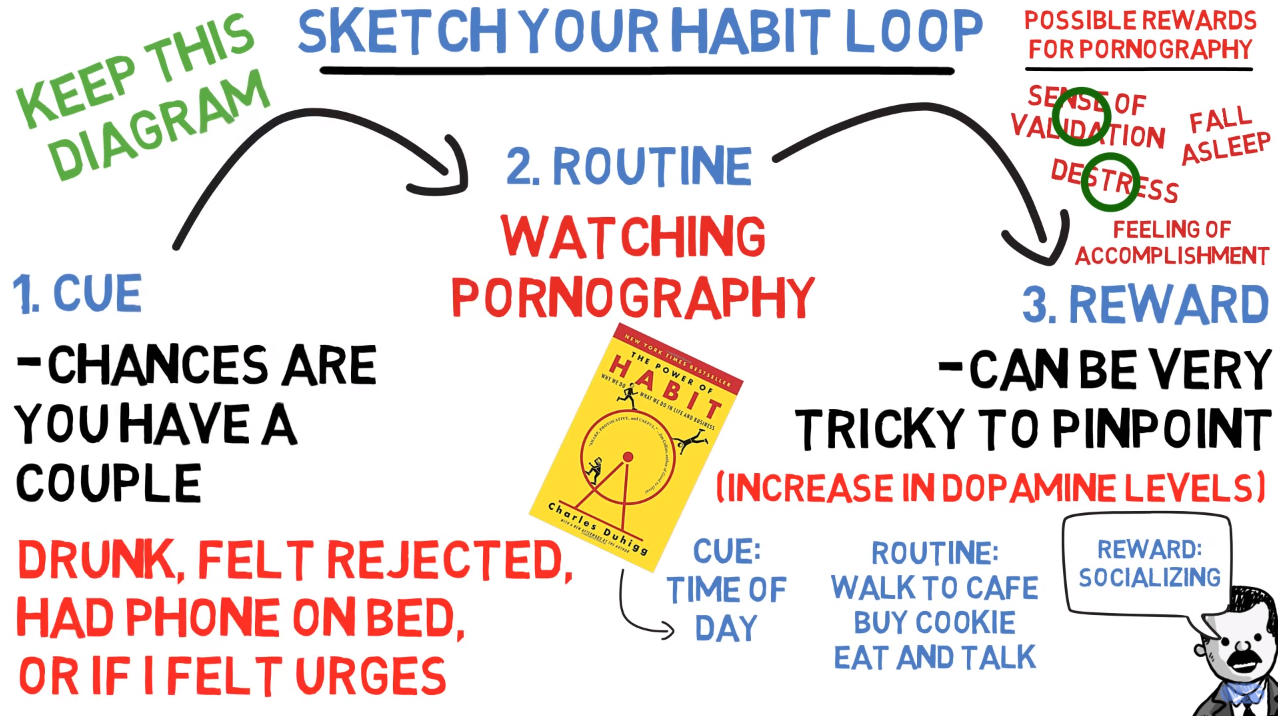 KEEP THIS
DIAGRAM
SKETCH YOUR HABIT LOOP
POSSIBLE REWARDS
FOR PORNOGRAPHY
SENSE OF
VALIDATION
FALL
ASLEEP
DESTRESS
FEELING OF
ACCOMPLISHMENT
1. CUE
-CHANCES ARE
YOU HAVE A
COUPLE
DRUNK, FELT REJECTED,
HAD PHONE ON BED,
OR IF I FELT URGES
2. ROUTINE
WATCHING
PORNOGRAPHY
NEW YORK TIMES BESTSELLER
THE POWER OF
HABIT
WHY WE DO WHAT WE DO IN LIFE AND BUSINESS
Charles Duhigg
3. REWARD
-CAN BE VERY
TRICKY TO PINPOINT
(INCREASE IN DOPAMINE LEVELS)
CUE:
TIME OF
DAY
ROUTINE:
WALK TO CAFE
BUY COOKIE
EAT AND TALK
REWARD:
SOCIALIZING